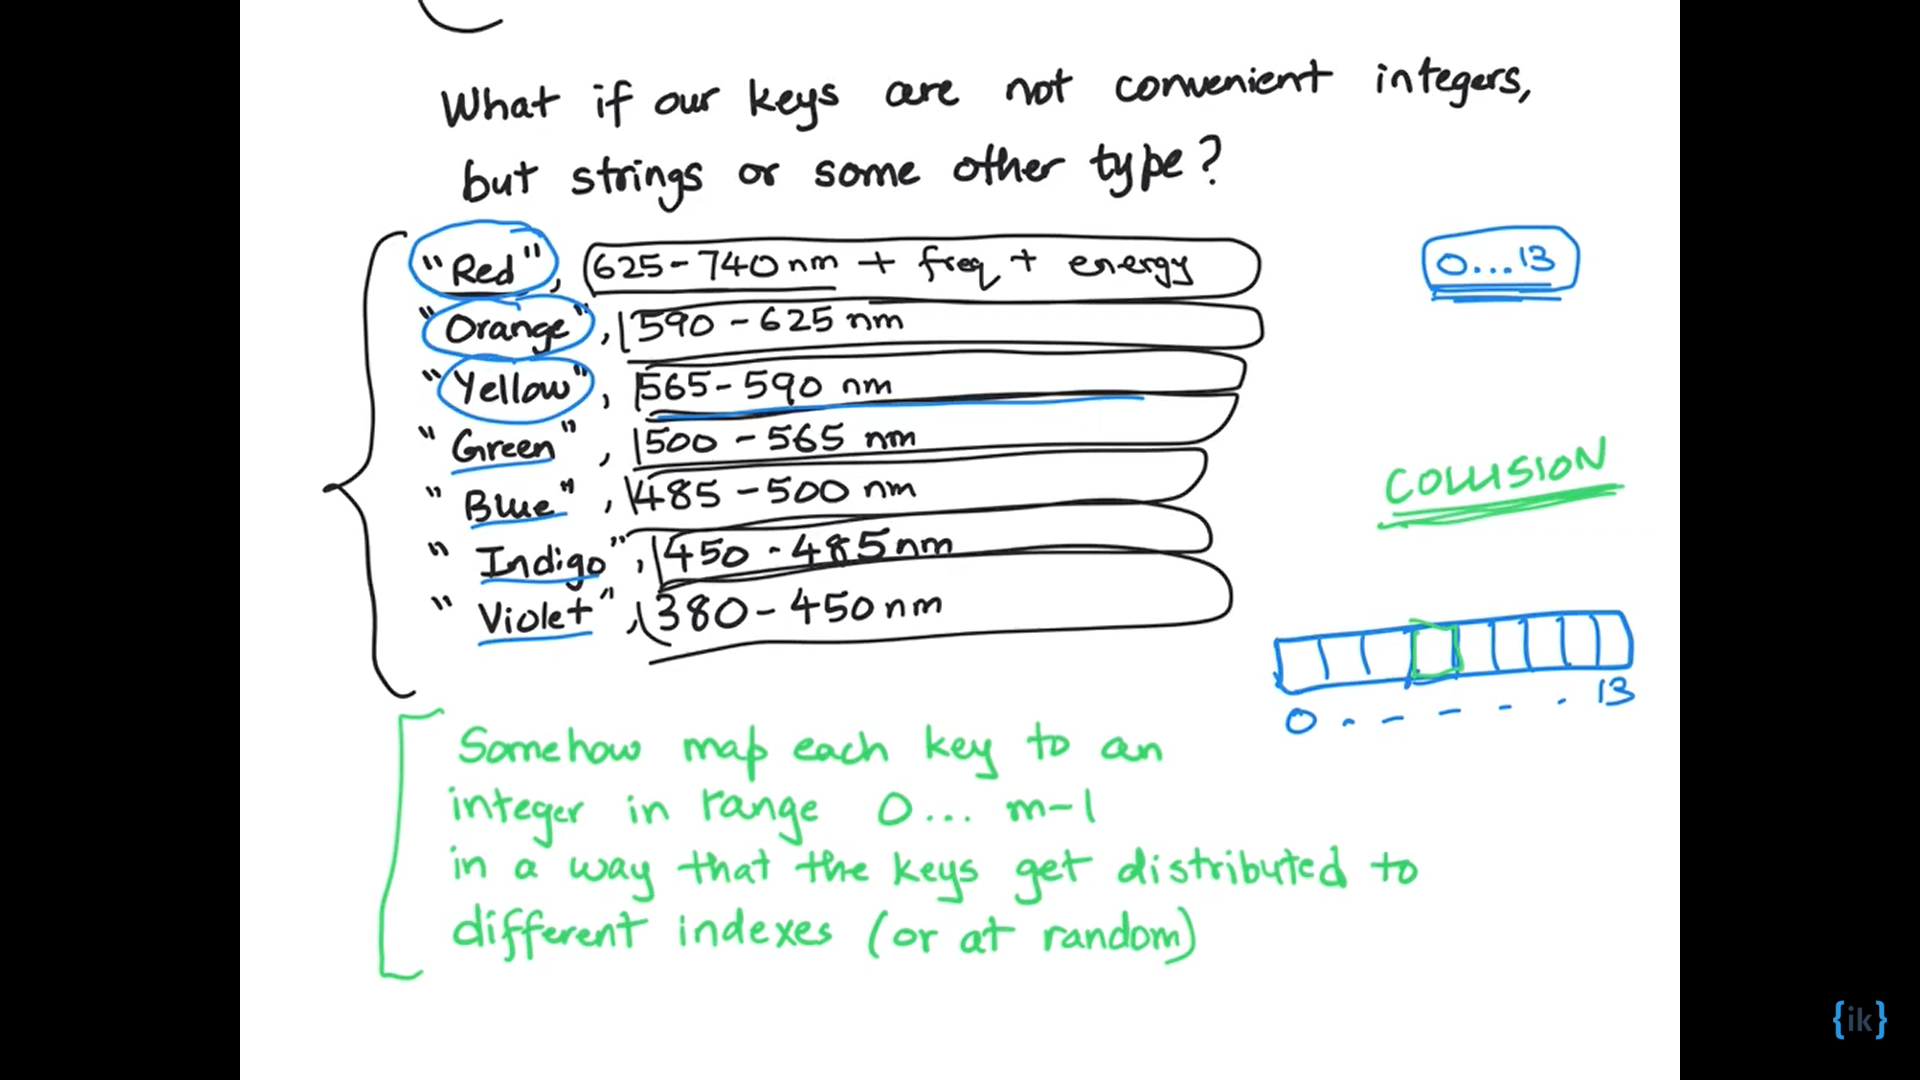 What if our keys are not convenient integers,
but strings or some other type?
"Red", 625-740 nm + freq + energy
"Orange", 590-625 nm
"Yellow", 565-590 nm
"Green", 500-565 nm
"Blue", 485-500 nm
"Indigo", 450-485 nm
"Violet", 380-450 nm
0...13
COLLISION
0 - - - - - . 13
Somehow map each key to an
integer in range 0... m-1
in a way that the keys get distributed to
different indexes (or at random)
{ik}